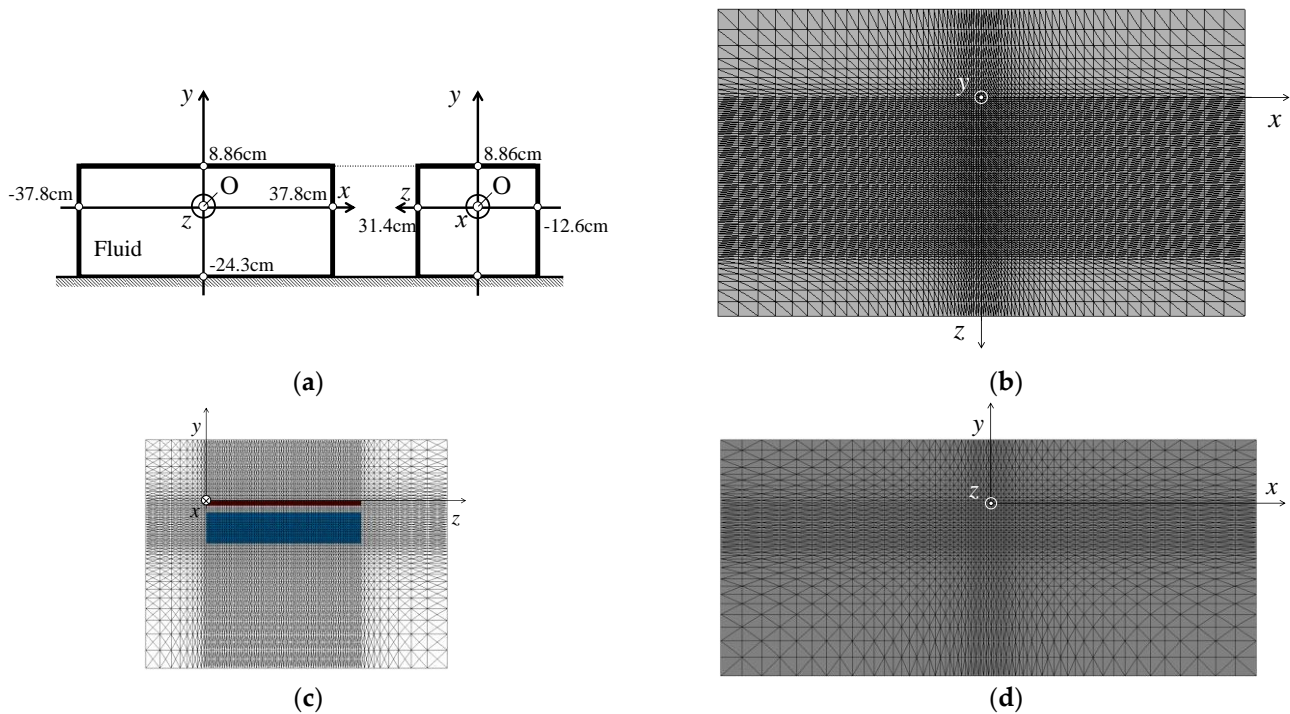 y y
8.86cm 8.86cm
-37.8cm O 37.8cm x z O
z x
31.4cm -12.6cm
Fluid
-24.3cm
(a)
y
x
z
(b)
y
x
z
(c)
y
x
z
(d)